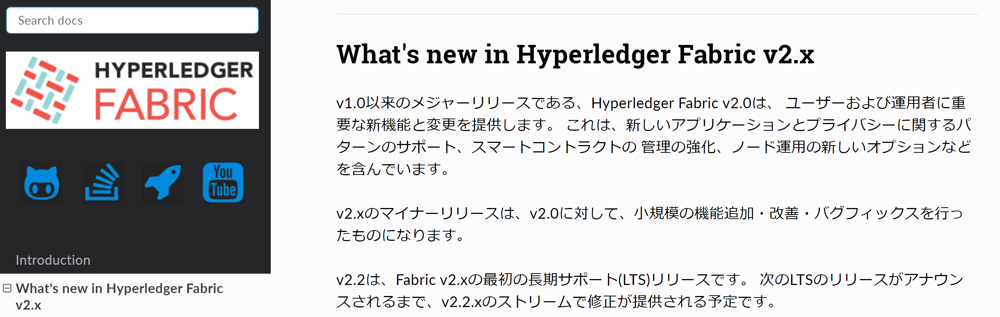 Search docs
HYPERLEDGER
FABRIC
You
Tube
Introduction
What's new in Hyperledger Fabric
v2.x
What's new in Hyperledger Fabric v2.x
v1.0以来のメジャーリリースである、Hyperledger Fabric v2.0は、 ユーザーおよび運用者に重
要な新機能と変更を提供します。 これは、新しいアプリケーションとプライバシーに関するパ
ターンのサポート、スマートコントラクトの 管理の強化、ノード運用の新しいオプションなど
を含んでいます。
v2.xのマイナーリリースは、v2.0に対して、小規模の機能追加・改善・バグフィックスを行っ
たものになります。
v2.2は、Fabric v2.xの最初の長期サポート(LTS)リリースです。 次のLTSのリリースがアナウン
スされるまで、v2.2.xのストリームで修正が提供される予定です。